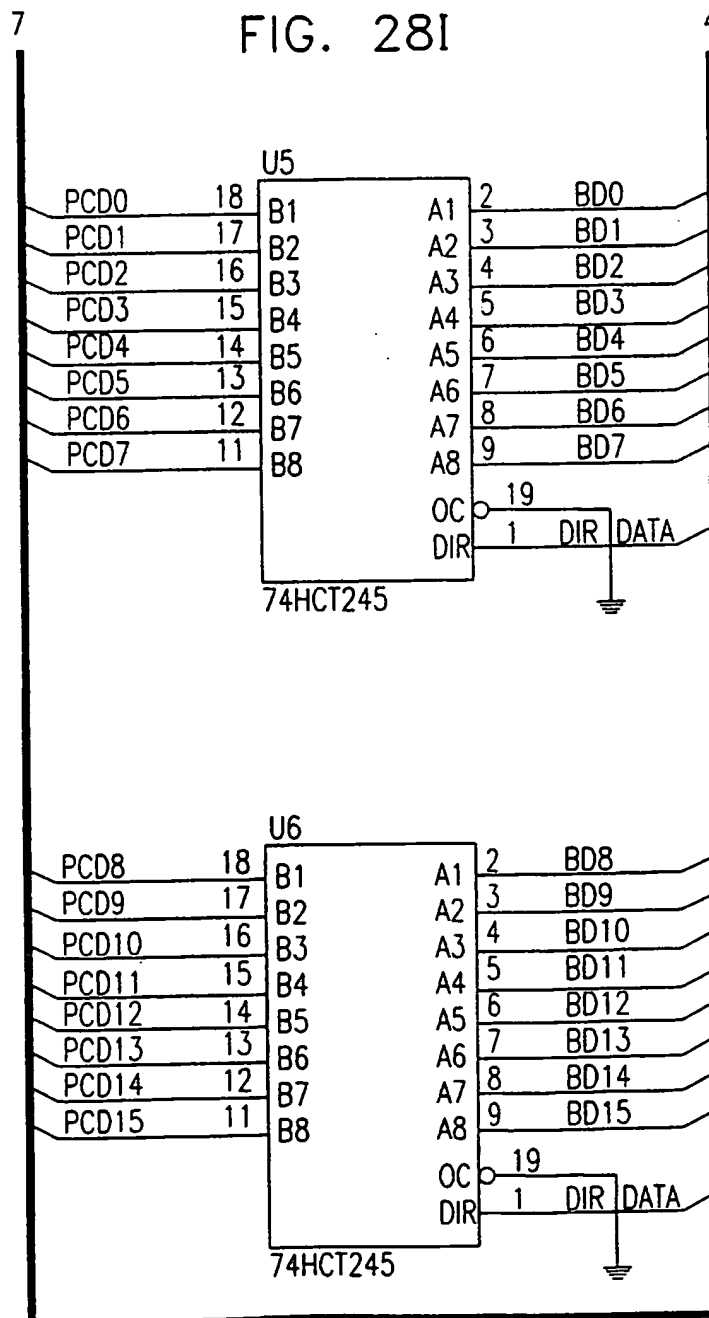 7 FIG. 28I 4
U5
PCD0 18 B1 A1 2 BD0
PCD1 17 B2 A2 3 BD1
PCD2 16 B3 A3 4 BD2
PCD3 15 B4 A4 5 BD3
PCD4 14 B5 A5 6 BD4
PCD5 13 B6 A6 7 BD5
PCD6 12 B7 A7 8 BD6
PCD7 11 B8 A8 9 BD7
OC 19
DIR 1 DIR DATA
74HCT245
U6
PCD8 18 B1 A1 2 BD8
PCD9 17 B2 A2 3 BD9
PCD10 16 B3 A3 4 BD10
PCD11 15 B4 A4 5 BD11
PCD12 14 B5 A5 6 BD12
PCD13 13 B6 A6 7 BD13
PCD14 12 B7 A7 8 BD14
PCD15 11 B8 A8 9 BD15
OC 19
DIR 1 DIR DATA
74HCT245